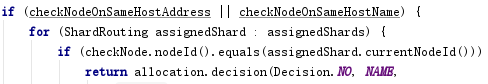 if (checkNodeOnSameHostAddress || checkNodeOnSameHostName) {
for (ShardRouting assignedShard : assignedShards) {
if (checkNode.nodeId().equals(assignedShard.currentNodeId()))
return allocation.decision(Decision.NO, NAME,